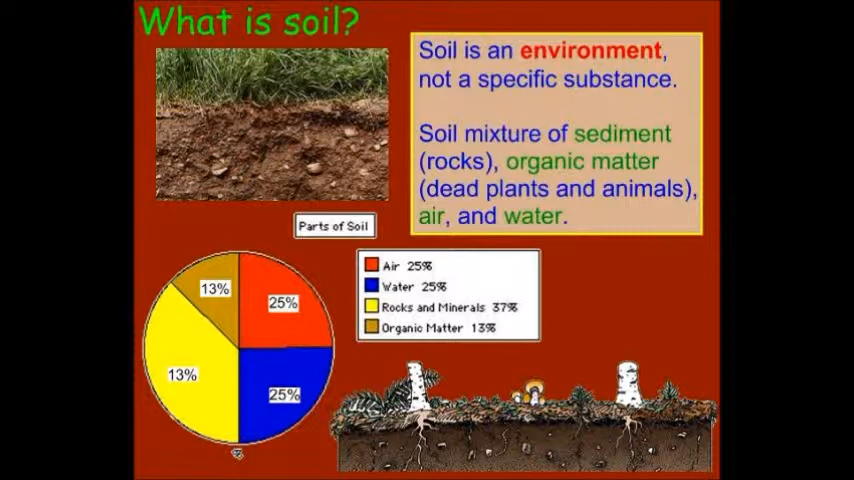 What is soil?
Soil is an environment,
not a specific substance.
Soil mixture of sediment
(rocks), organic matter
(dead plants and animals),
air, and water.
Parts of Soil
Air 25%
Water 25%
Rocks and Minerals 37%
Organic Matter 13%
13%
25%
13%
25%
%